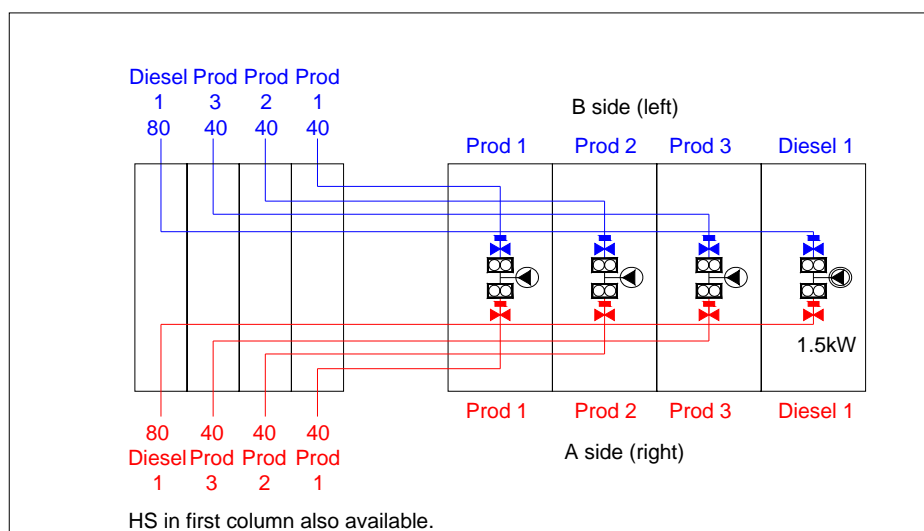 Diesel Prod Prod Prod
1 3 2 1
80 40 40 40
B side (left)
Prod 1 Prod 2 Prod 3 Diesel 1
1.5kW
Prod 1 Prod 2 Prod 3 Diesel 1
A side (right)
80 40 40 40
Diesel Prod Prod Prod
1 3 2 1
HS in first column also available.